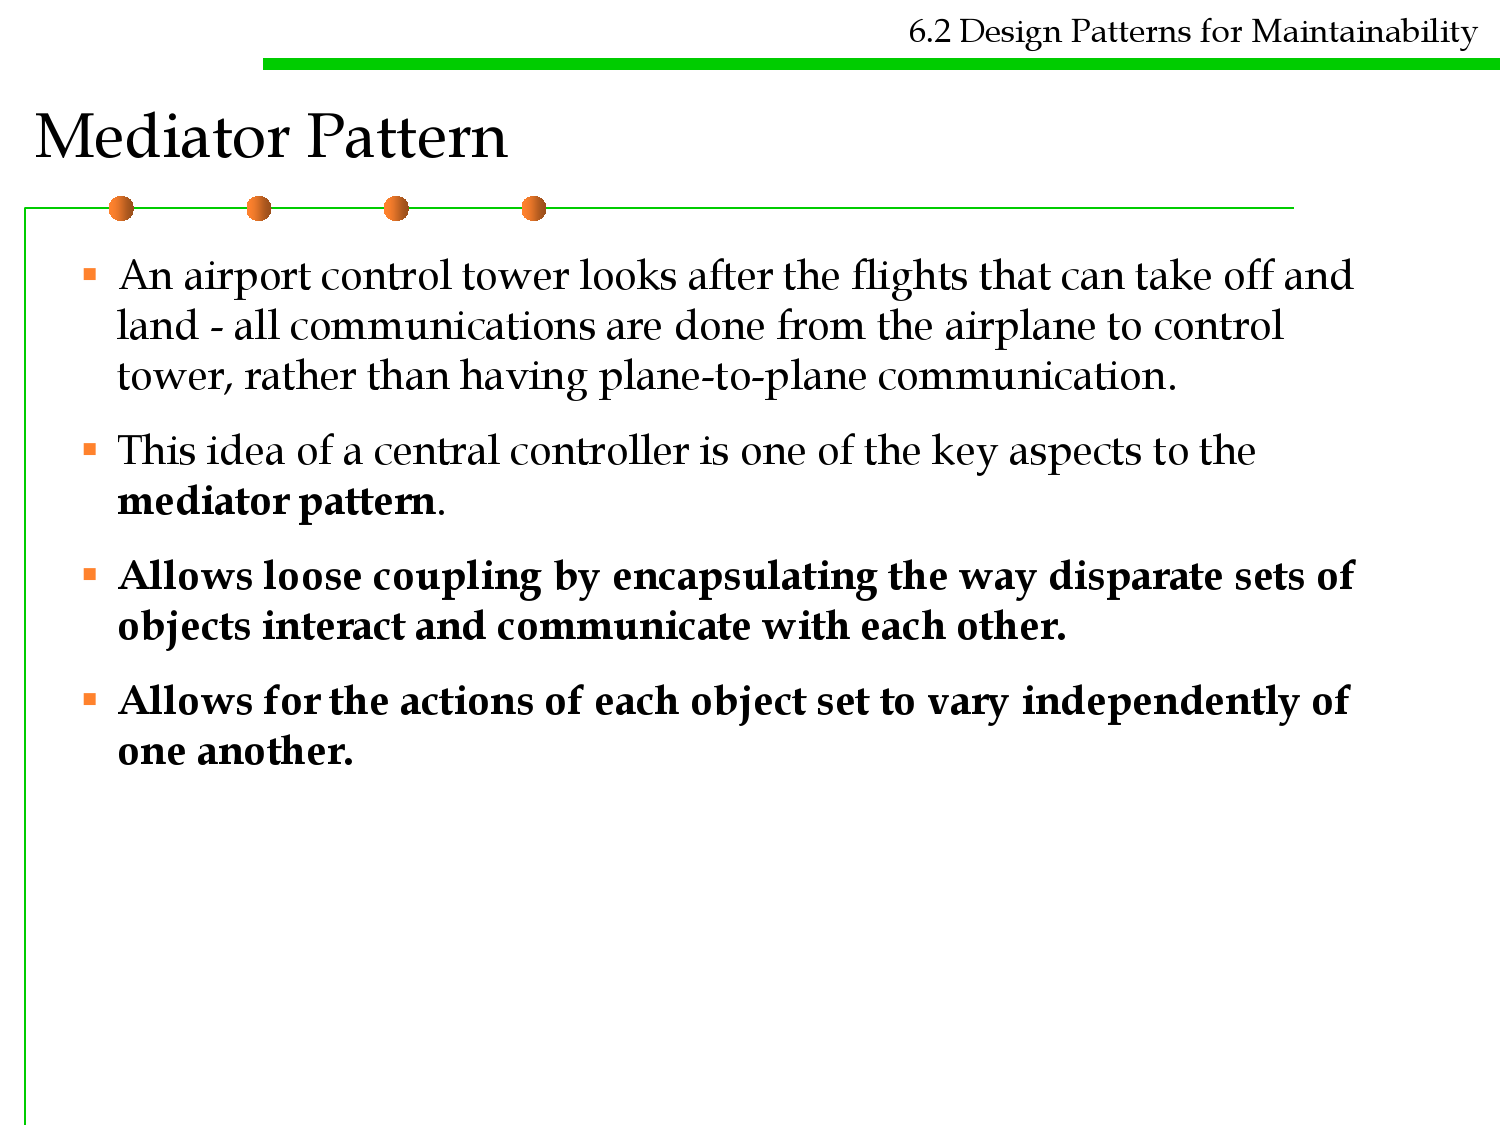 6.2 Design Patterns for Maintainability
Mediator Pattern
An airport control tower looks after the flights that can take off and
land - all communications are done from the airplane to control
tower, rather than having plane-to-plane communication.
This idea of a central controller is one of the key aspects to the
mediator pattern.
Allows loose coupling by encapsulating the way disparate sets of
objects interact and communicate with each other.
Allows for the actions of each object set to vary independently of
one another.